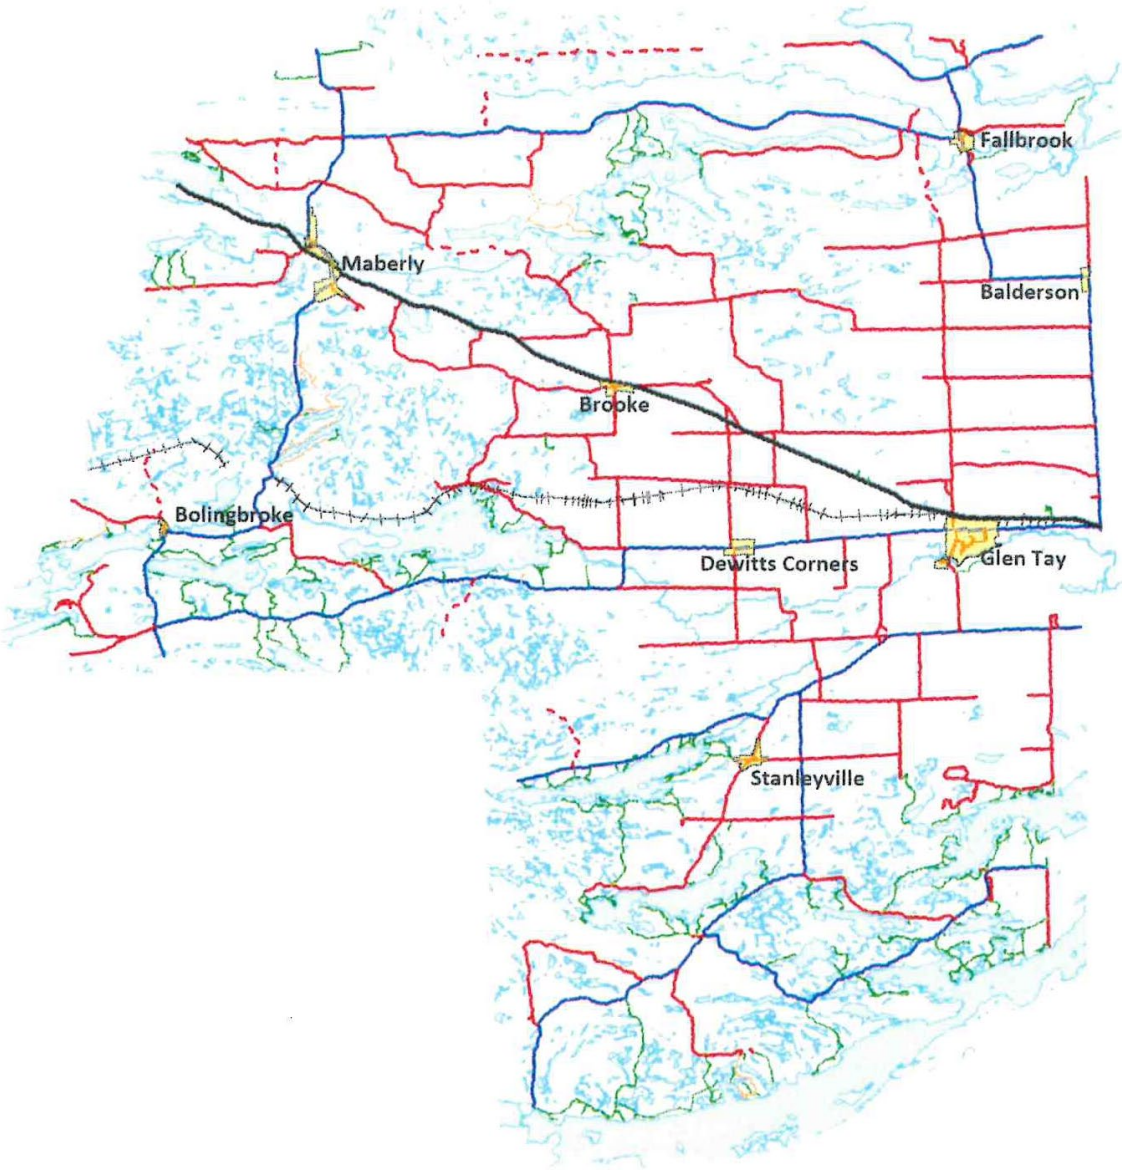 Fallbrook
Maberly
Balderson
Brooke
Bolingbroke
Dewitts Corners
Glen Tay
Stanleyville